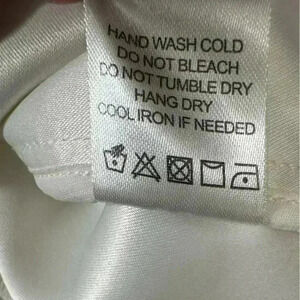 HAND WASH COLD
DO NOT BLEACH
DO NOT TUMBLE DRY
HANG DRY
COOL IRON IF NEEDED